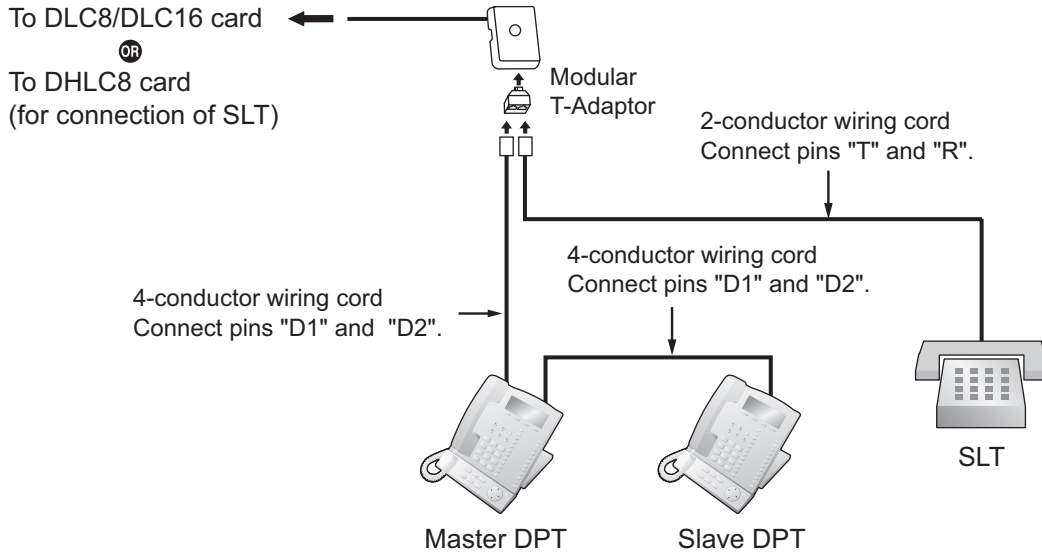 To DLC8/DLC16 card
OR
To DHLC8 card
(for connection of SLT)
Modular
T-Adaptor
2-conductor wiring cord
Connect pins "T" and "R".
4-conductor wiring cord
Connect pins "D1" and "D2".
4-conductor wiring cord
Connect pins "D1" and  "D2".
SLT
Master DPT
Slave DPT